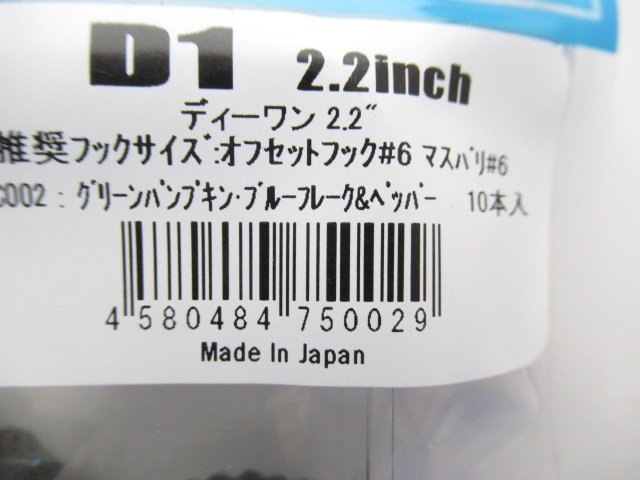 D1 2.2inch
ディーワン 2.2"
推奨フックサイズ:オフセットフック#6 マスバリ#6
C002 : グリーンパンプキン・ブルーフレーク&ペッパー 10本入
4 580484 750029
Made In Japan